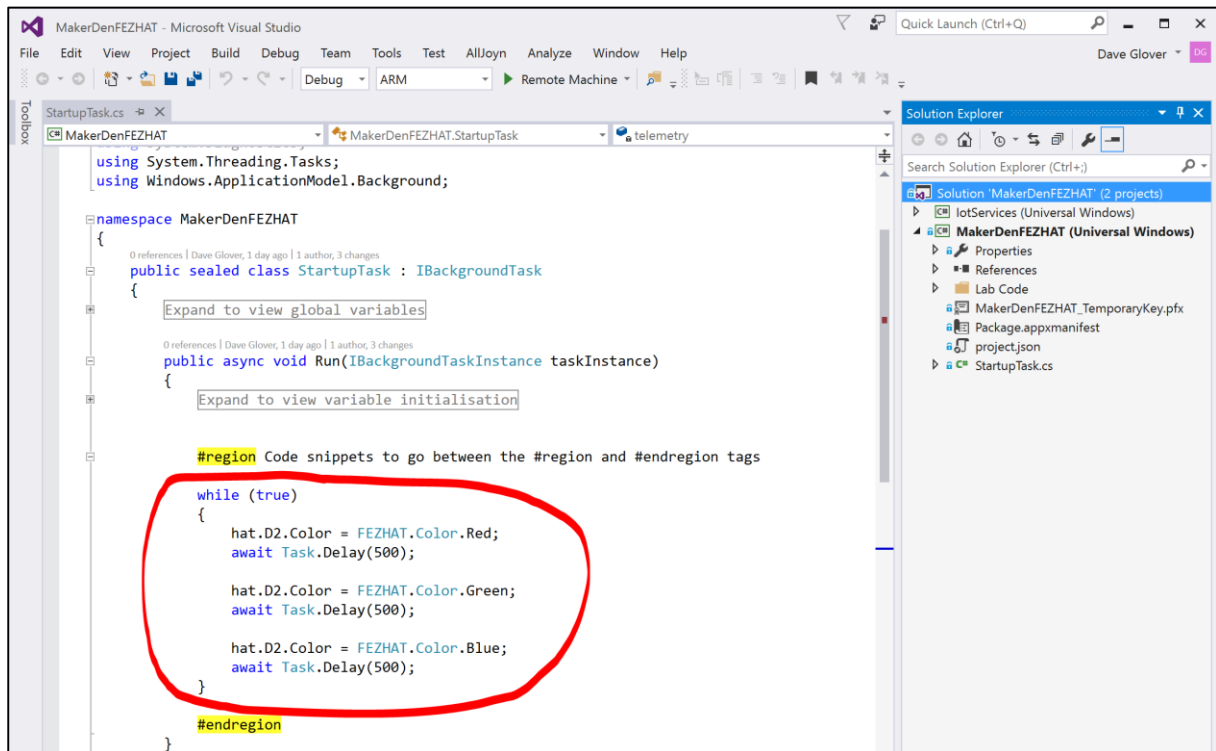 MakerDenFEZHAT - Microsoft Visual Studio
Quick Launch (Ctrl+Q)
File Edit View Project Build Debug Team Tools Test AllJoyn Analyze Window Help
Dave Glover DG
Debug ARM Remote Machine
Toolbox
StartupTask.cs
C# MakerDenFEZHAT MakerDenFEZHAT.StartupTask telemetry
using System.Threading.Tasks;
using Windows.ApplicationModel.Background;
namespace MakerDenFEZHAT
{
0 references | Dave Glover, 1 day ago | 1 author, 3 changes
public sealed class StartupTask : IBackgroundTask
{
Expand to view global variables
0 references | Dave Glover, 1 day ago | 1 author, 3 changes
public async void Run(IBackgroundTaskInstance taskInstance)
{
Expand to view variable initialisation
#region Code snippets to go between the #region and #endregion tags
while (true)
{
hat.D2.Color = FEZHAT.Color.Red;
await Task.Delay(500);
hat.D2.Color = FEZHAT.Color.Green;
await Task.Delay(500);
hat.D2.Color = FEZHAT.Color.Blue;
await Task.Delay(500);
}
#endregion
}
Solution Explorer
Search Solution Explorer (Ctrl+;)
Solution 'MakerDenFEZHAT' (2 projects)
C# IotServices (Universal Windows)
C# MakerDenFEZHAT (Universal Windows)
Properties
References
Lab Code
MakerDenFEZHAT_TemporaryKey.pfx
Package.appxmanifest
project.json
C# StartupTask.cs